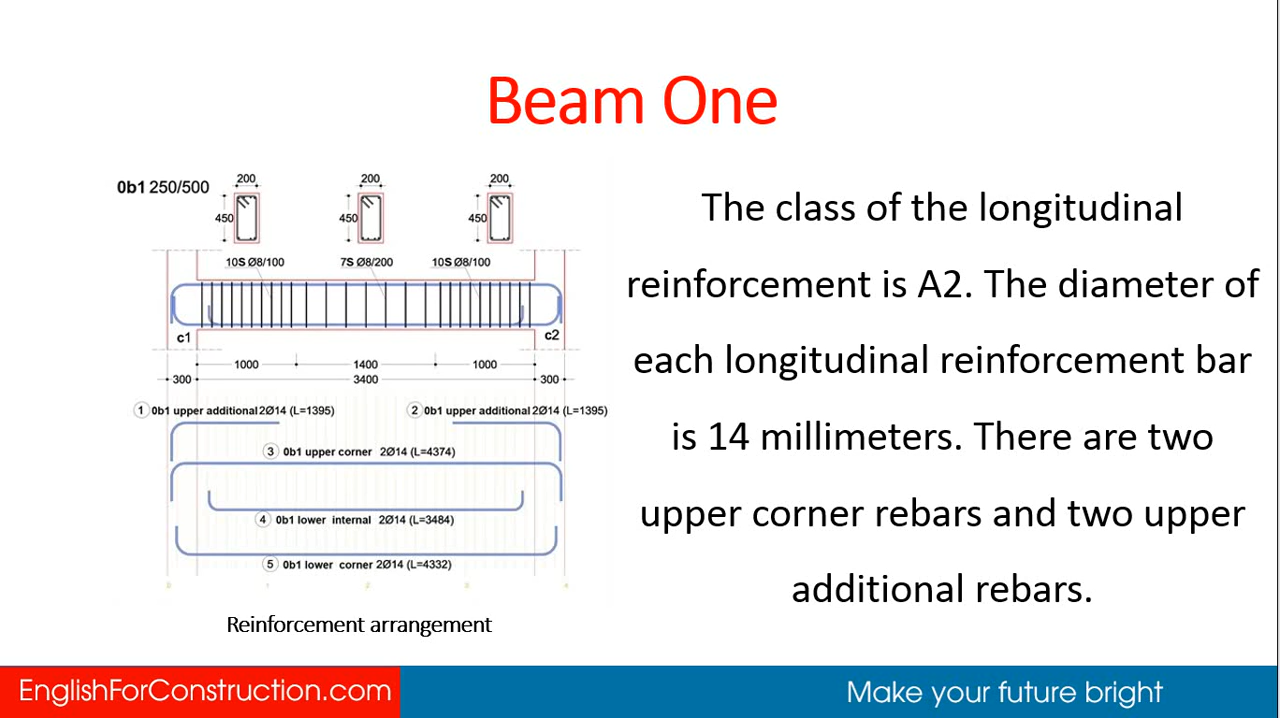 Beam One
0b1 250/500
200
200
200
450
450
450
10S Ø8/100
7S Ø8/200
10S Ø8/100
c1
c2
1000
1400
1000
300
3400
300
1 0b1 upper additional 2Ø14 (L=1395)
2 0b1 upper additional 2Ø14 (L=1395)
3 0b1 upper corner 2Ø14 (L=4374)
4 0b1 lower internal 2Ø14 (L=3484)
5 0b1 lower corner 2Ø14 (L=4332)
Reinforcement arrangement
The class of the longitudinal
reinforcement is A2. The diameter of
each longitudinal reinforcement bar
is 14 millimeters. There are two
upper corner rebars and two upper
additional rebars.
EnglishForConstruction.com
Make your future bright